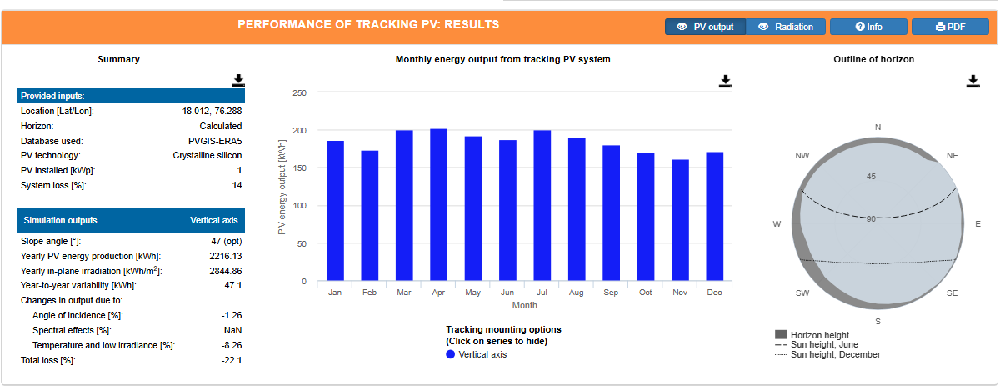 PERFORMANCE OF TRACKING PV: RESULTS
PV output
Radiation
Info
PDF
Summary
Provided inputs:
Location [Lat/Lon]: 18.012,-76.288
Horizon: Calculated
Database used: PVGIS-ERA5
PV technology: Crystalline silicon
PV installed [kWp]: 1
System loss [%]: 14
Simulation outputs Vertical axis
Slope angle [°]: 47 (opt)
Yearly PV energy production [kWh]: 2216.13
Yearly in-plane irradiation [kWh/m²]: 2844.86
Year-to-year variability [kWh]: 47.1
Changes in output due to:
Angle of incidence [%]: -1.26
Spectral effects [%]: NaN
Temperature and low irradiance [%]: -8.26
Total loss [%]: -22.1
Monthly energy output from tracking PV system
PV energy output [kWh]
250
200
150
100
50
0
Jan Feb Mar Apr May Jun Jul Aug Sep Oct Nov Dec
Month
Tracking mounting options
(Click on series to hide)
Vertical axis
Outline of horizon
N
NW NE
45
W 90 E
SW SE
S
Horizon height
Sun height, June
Sun height, December